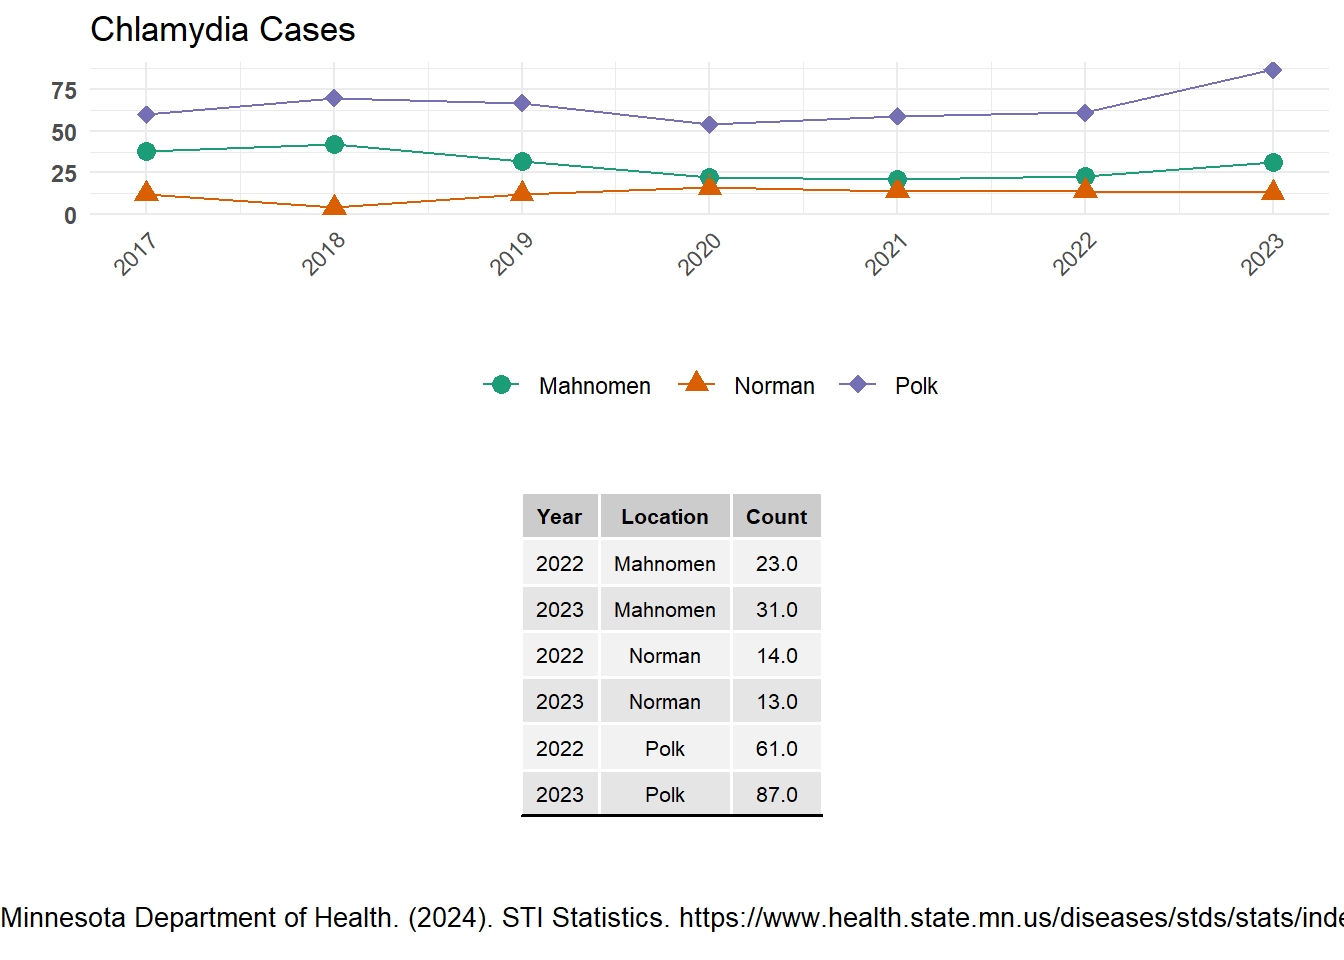 Chlamydia Cases
75
50
25
0
2017 2018 2019 2020 2021 2022 2023
Mahnomen Norman Polk
Year Location Count
2022 Mahnomen 23.0
2023 Mahnomen 31.0
2022 Norman 14.0
2023 Norman 13.0
2022 Polk 61.0
2023 Polk 87.0
Minnesota Department of Health. (2024). STI Statistics. https://www.health.state.mn.us/diseases/stds/stats/inde